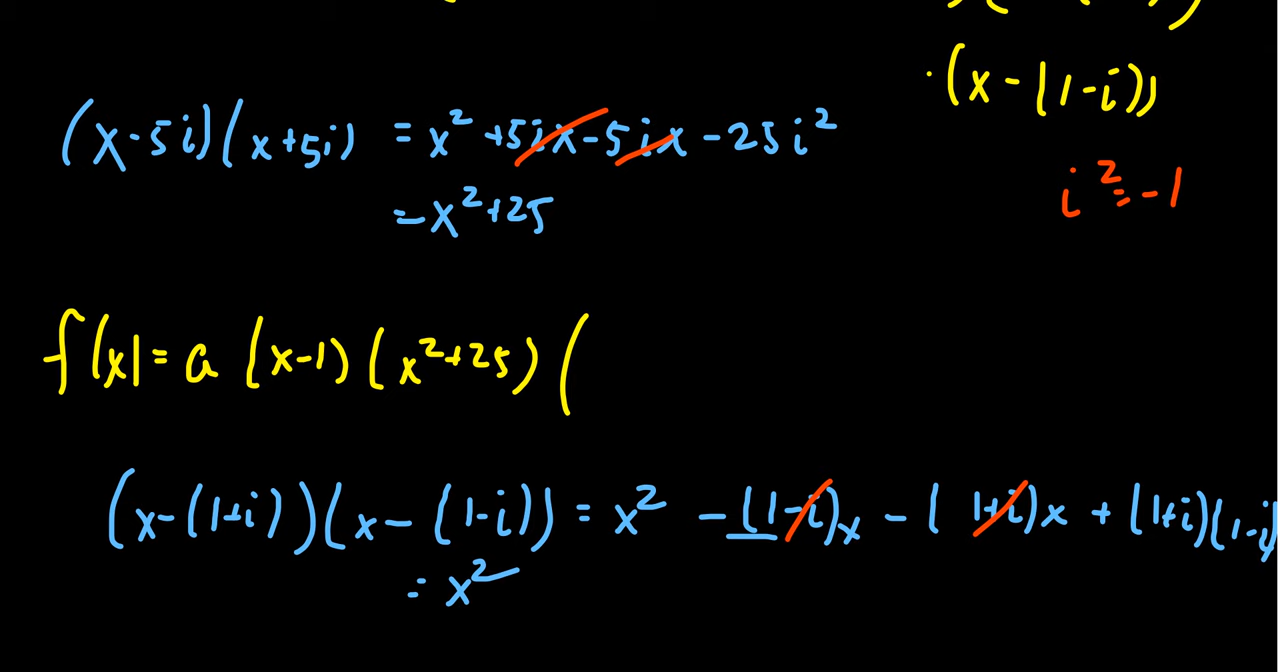 ·(x-(1-i))
(x-5i)(x+5i) = x² +5ix-5ix -25i²
i² = -1
= x²+25
f(x) = a (x-1)(x²+25)(
(x-(1+i))(x-(1-i)) = x² -(1-i)x -(1+i)x + (1+i)(1-i)
= x² -